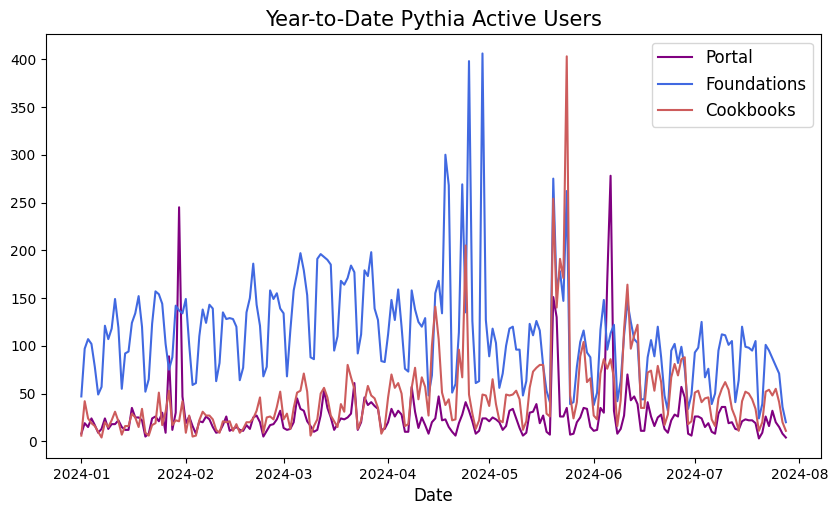 Year-to-Date Pythia Active Users
Portal
Foundations
Cookbooks
400
350
300
250
200
150
100
50
0
2024-01 2024-02 2024-03 2024-04 2024-05 2024-06 2024-07 2024-08
Date